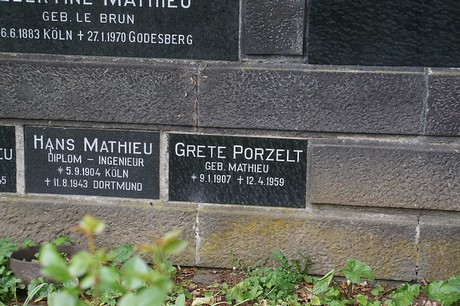 MATHIEU
GEB. LE BRUN
6.6.1883 KÖLN + 27.1.1970 GODESBERG
HANS MATHIEU
DIPLOM - INGENIEUR
* 5.9.1904 KÖLN
+ 11.8.1943 DORTMUND
GRETE PORZELT
GEB. MATHIEU
* 9.1.1907 + 12.4.1959